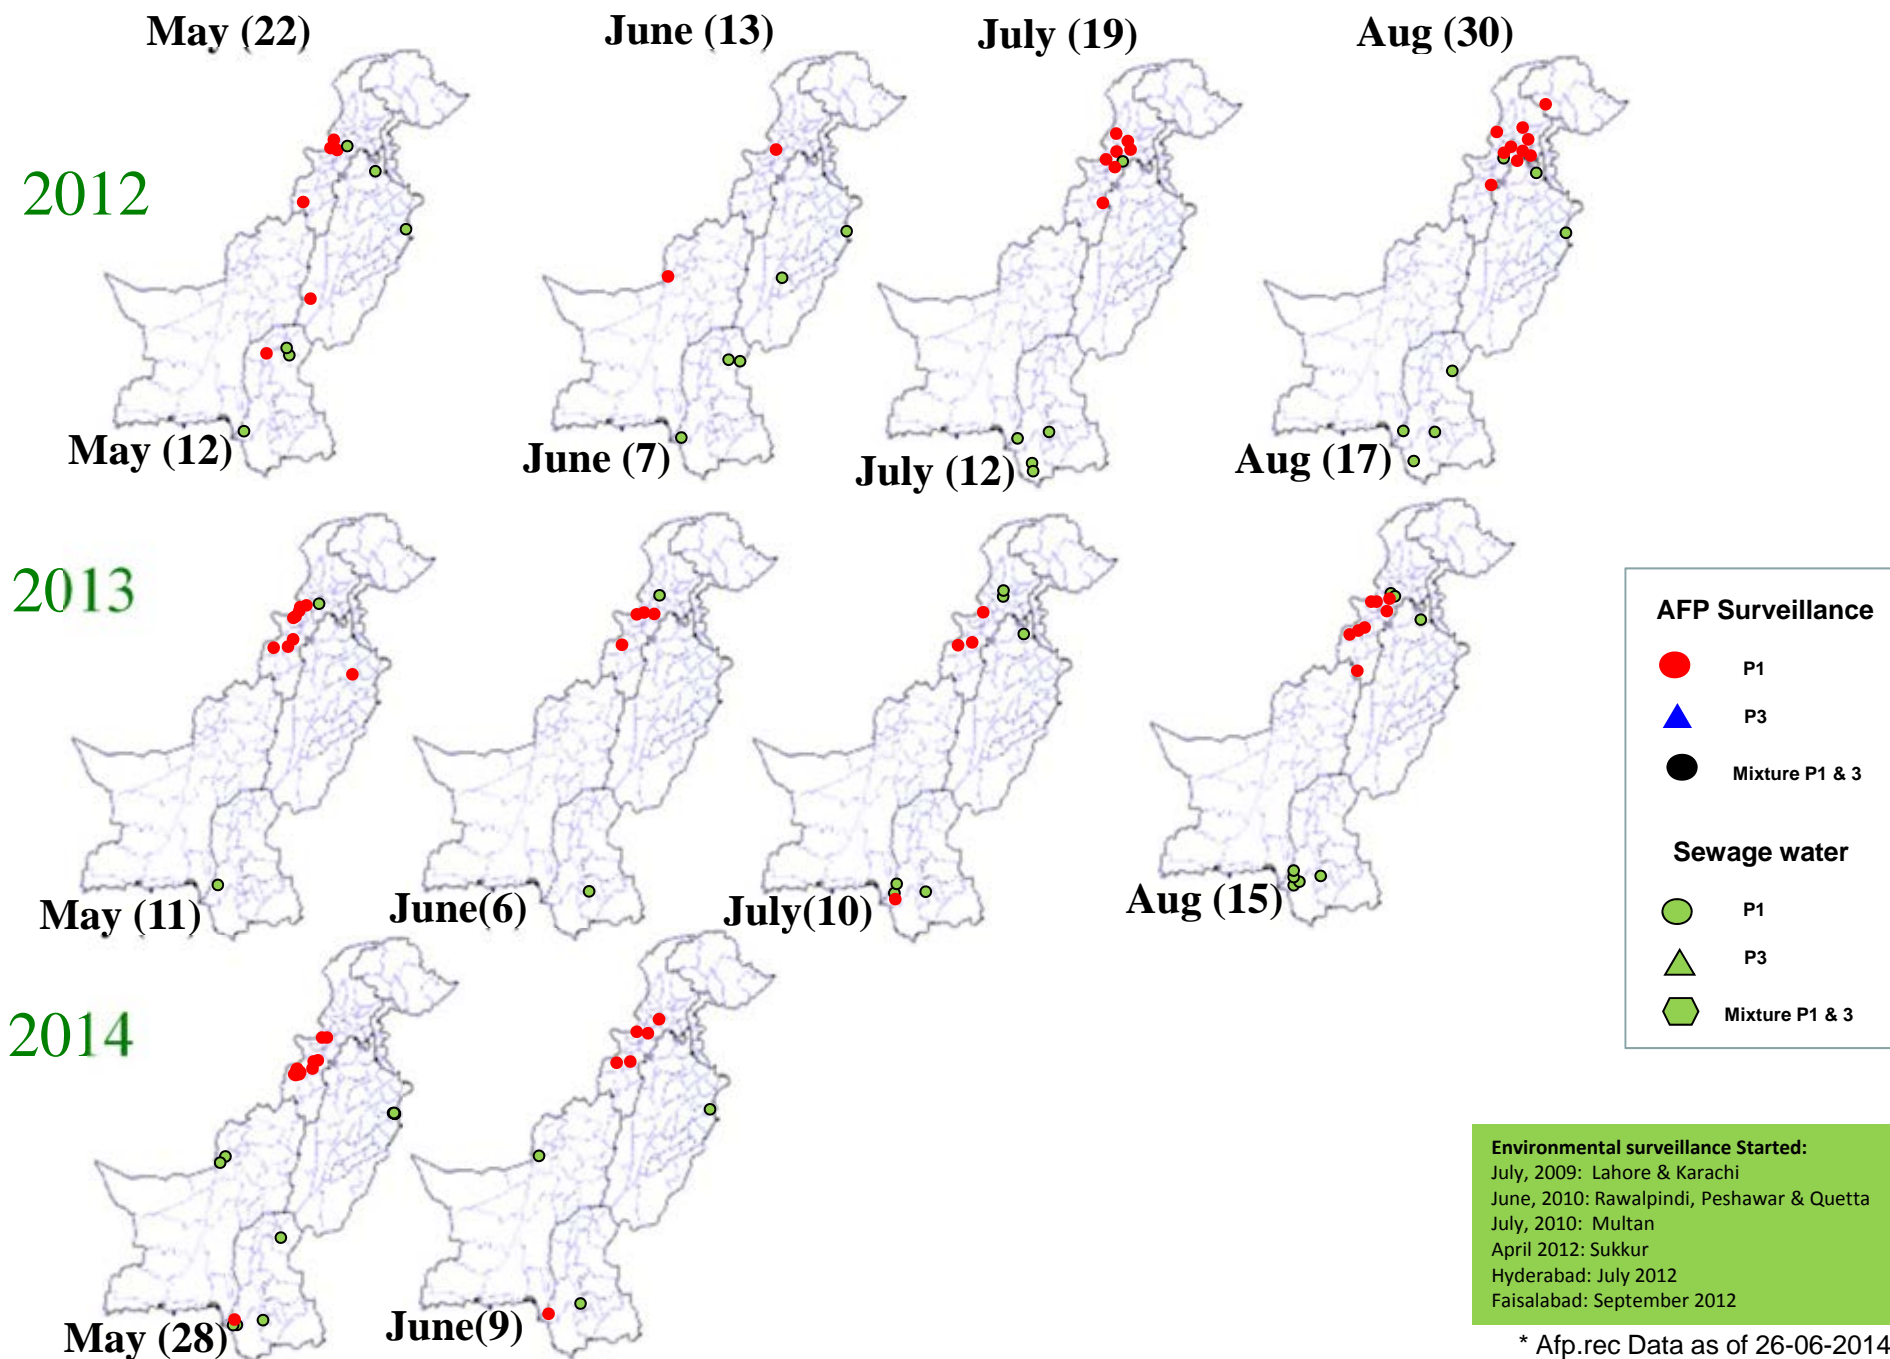 May (22)
June (13)
July (19)
Aug (30)
2012
May (12)
June (7)
July (12)
Aug (17)
2013
May (11)
June(6)
July(10)
Aug (15)
2014
May (28)
June(9)
AFP Surveillance
P1
P3
Mixture P1 & 3
Sewage water
P1
P3
Mixture P1 & 3
Environmental surveillance Started:
July, 2009: Lahore & Karachi
June, 2010: Rawalpindi, Peshawar & Quetta
July, 2010: Multan
April 2012: Sukkur
Hyderabad: July 2012
Faisalabad: September 2012
* Afp.rec Data as of 26-06-2014